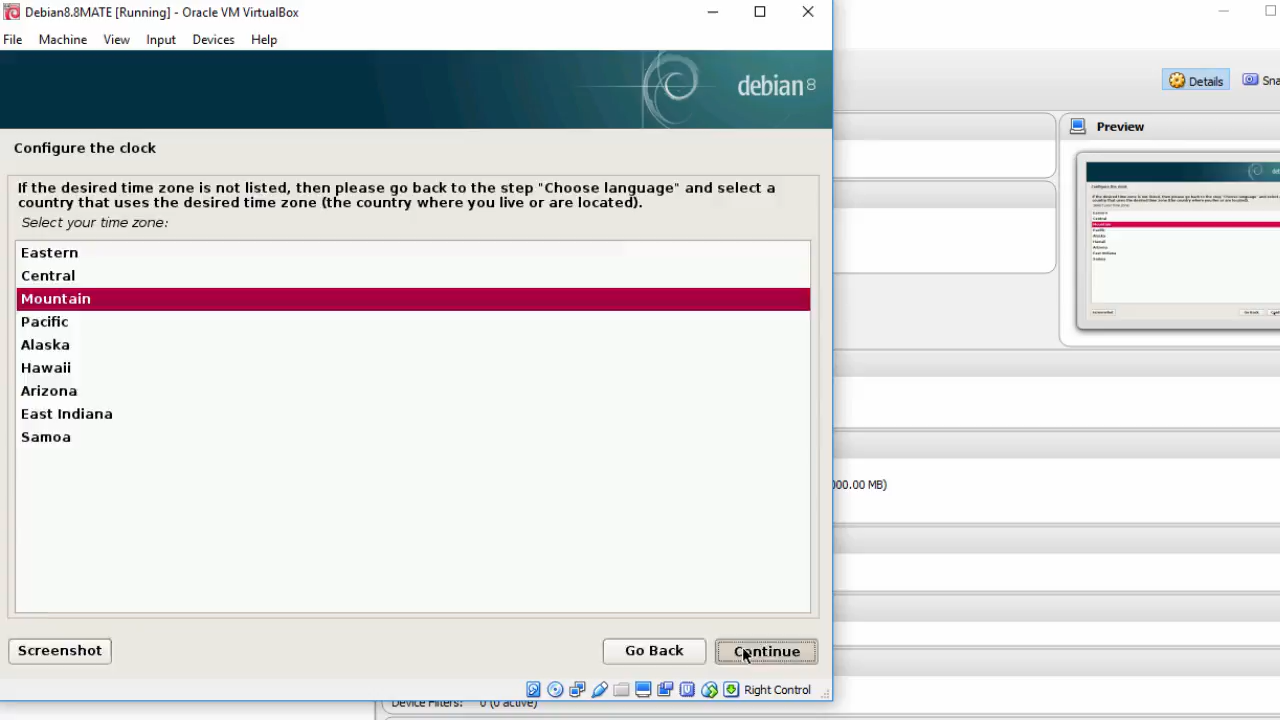 Debian8.8MATE [Running] - Oracle VM VirtualBox
File Machine View Input Devices Help
debian 8
Configure the clock
If the desired time zone is not listed, then please go back to the step "Choose language" and select a
country that uses the desired time zone (the country where you live or are located).
Select your time zone:
Eastern
Central
Mountain
Pacific
Alaska
Hawaii
Arizona
East Indiana
Samoa
Screenshot
Go Back
Continue
Right Control
Details
Sna
Preview
000.00 MB)
Device Filters: 0 (0 active)